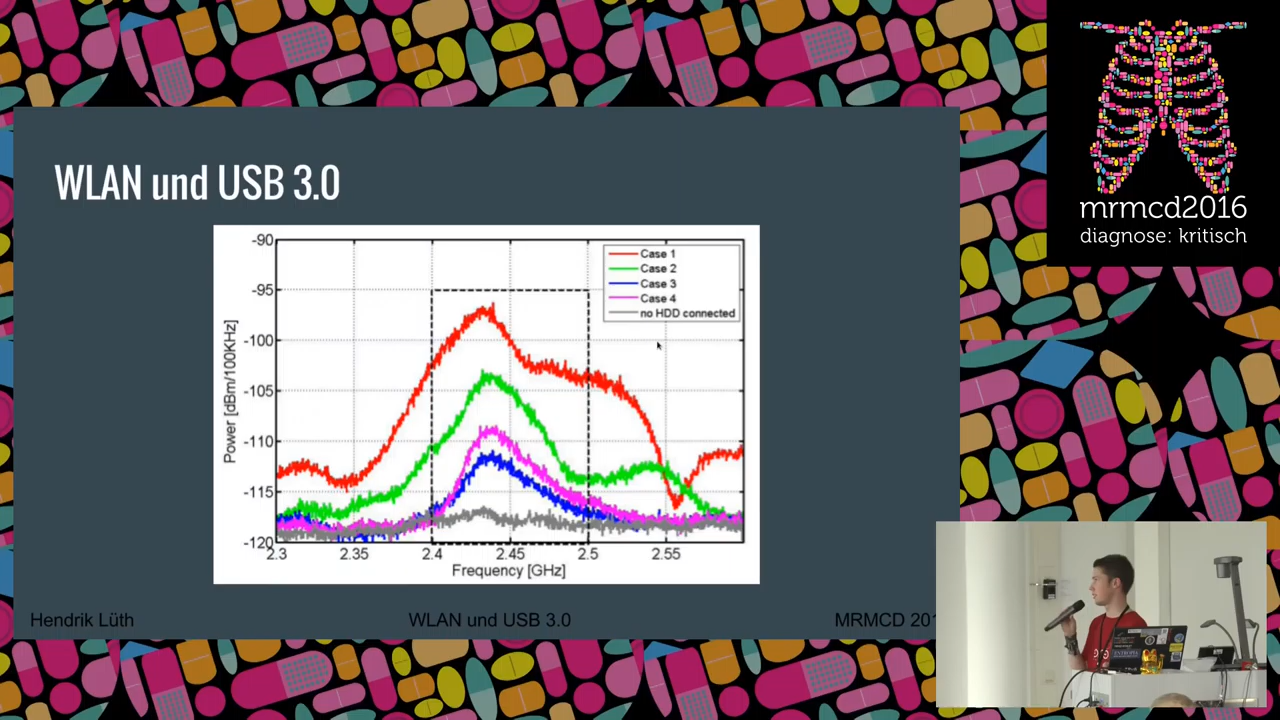 mrmcd2016
diagnose: kritisch
WLAN und USB 3.0
-90
-95
-100
-105
-110
-115
-120
Power [dBm/100KHz]
Case 1
Case 2
Case 3
Case 4
no HDD connected
2.3 2.35 2.4 2.45 2.5 2.55
Frequency [GHz]
Hendrik Lüth WLAN und USB 3.0 MRMCD 201